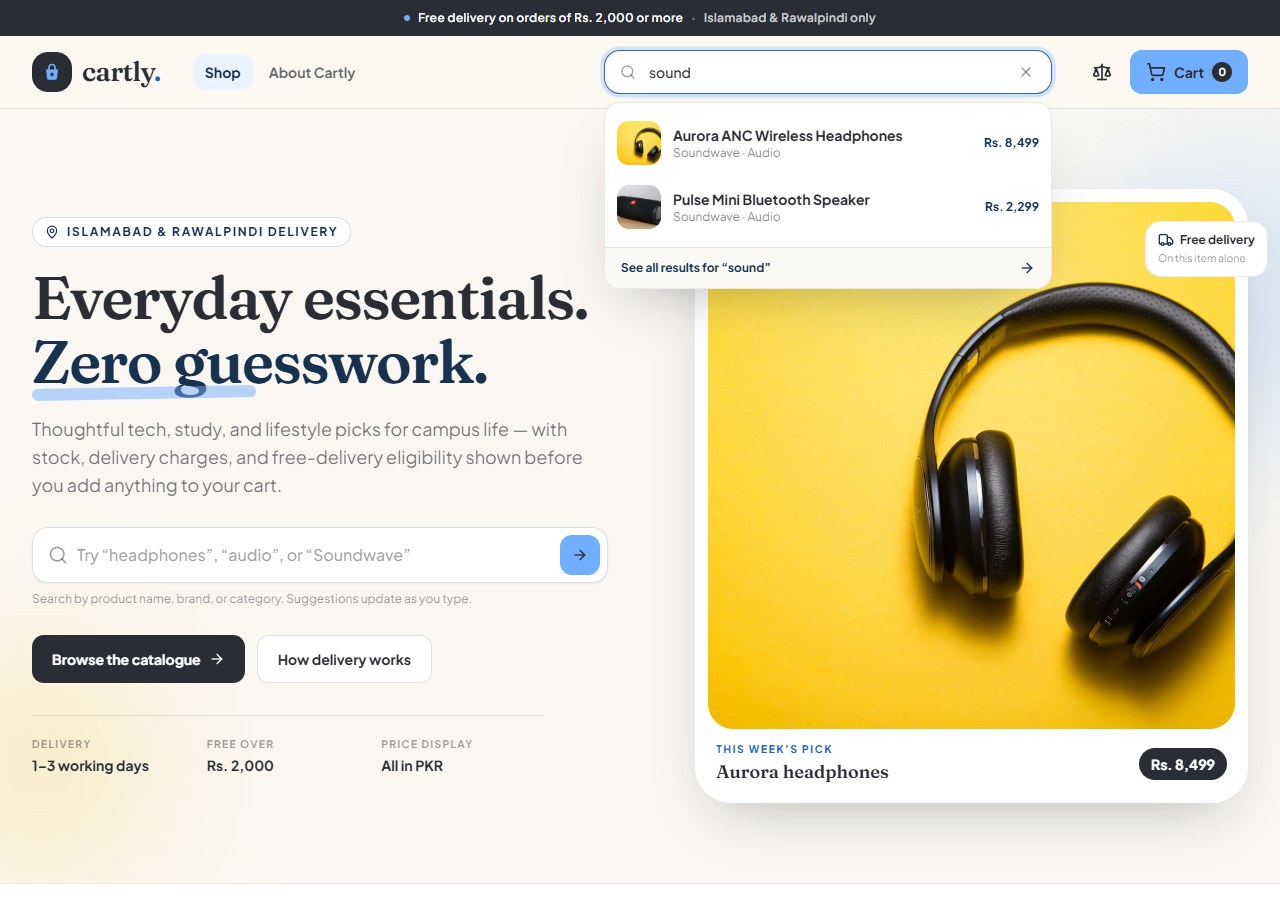 Free delivery on orders of Rs. 2,000 or more · Islamabad & Rawalpindi only
cartly.
Shop
About Cartly
sound
Cart 0
Aurora ANC Wireless Headphones
Soundwave · Audio
Rs. 8,499
Pulse Mini Bluetooth Speaker
Soundwave · Audio
Rs. 2,299
See all results for “sound”
ISLAMABAD & RAWALPINDI DELIVERY
Everyday essentials.
Zero guesswork.
Thoughtful tech, study, and lifestyle picks for campus life — with
stock, delivery charges, and free-delivery eligibility shown before
you add anything to your cart.
Try “headphones”, “audio”, or “Soundwave”
Search by product name, brand, or category. Suggestions update as you type.
Browse the catalogue
How delivery works
DELIVERY
1–3 working days
FREE OVER
Rs. 2,000
PRICE DISPLAY
All in PKR
Free delivery
On this item alone
THIS WEEK’S PICK
Aurora headphones
Rs. 8,499